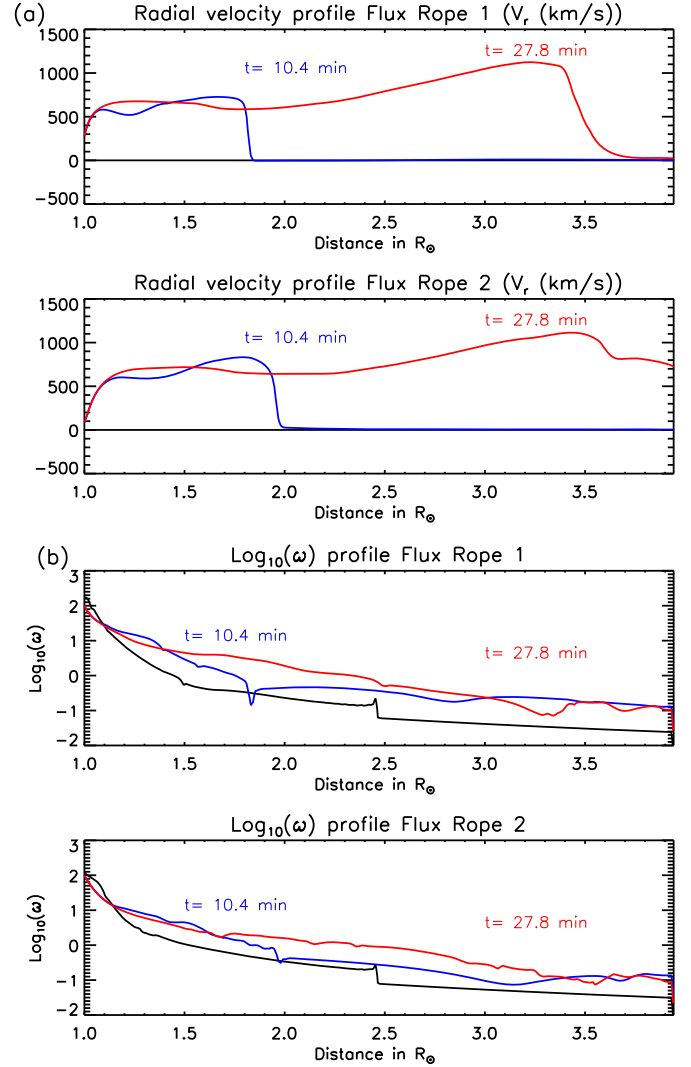 (a)
Radial velocity profile Flux Rope 1 (Vᵣ (km/s))
1500
1000
500
0
−500
t= 10.4 min
t= 27.8 min
1.0 1.5 2.0 2.5 3.0 3.5
Distance in R⊙
Radial velocity profile Flux Rope 2 (Vᵣ (km/s))
1500
1000
500
0
−500
t= 10.4 min
t= 27.8 min
1.0 1.5 2.0 2.5 3.0 3.5
Distance in R⊙
(b)
Log₁₀(ω) profile Flux Rope 1
Log₁₀(ω)
3
2
1
0
−1
−2
t= 10.4 min
t= 27.8 min
1.0 1.5 2.0 2.5 3.0 3.5
Distance in R⊙
Log₁₀(ω) profile Flux Rope 2
Log₁₀(ω)
3
2
1
0
−1
−2
t= 10.4 min
t= 27.8 min
1.0 1.5 2.0 2.5 3.0 3.5
Distance in R⊙